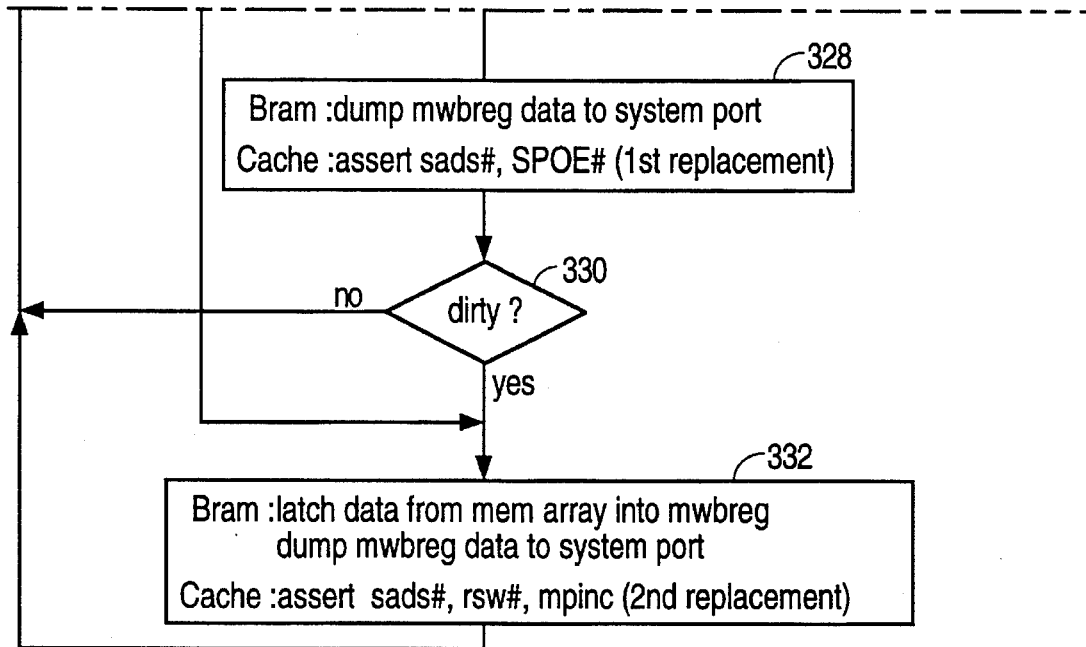 328
Bram :dump mwbreg data to system port
Cache :assert sads#, SPOE# (1st replacement)
330
no
dirty ?
yes
332
Bram :latch data from mem array into mwbreg
dump mwbreg data to system port
Cache :assert sads#, rsw#, mpinc (2nd replacement)